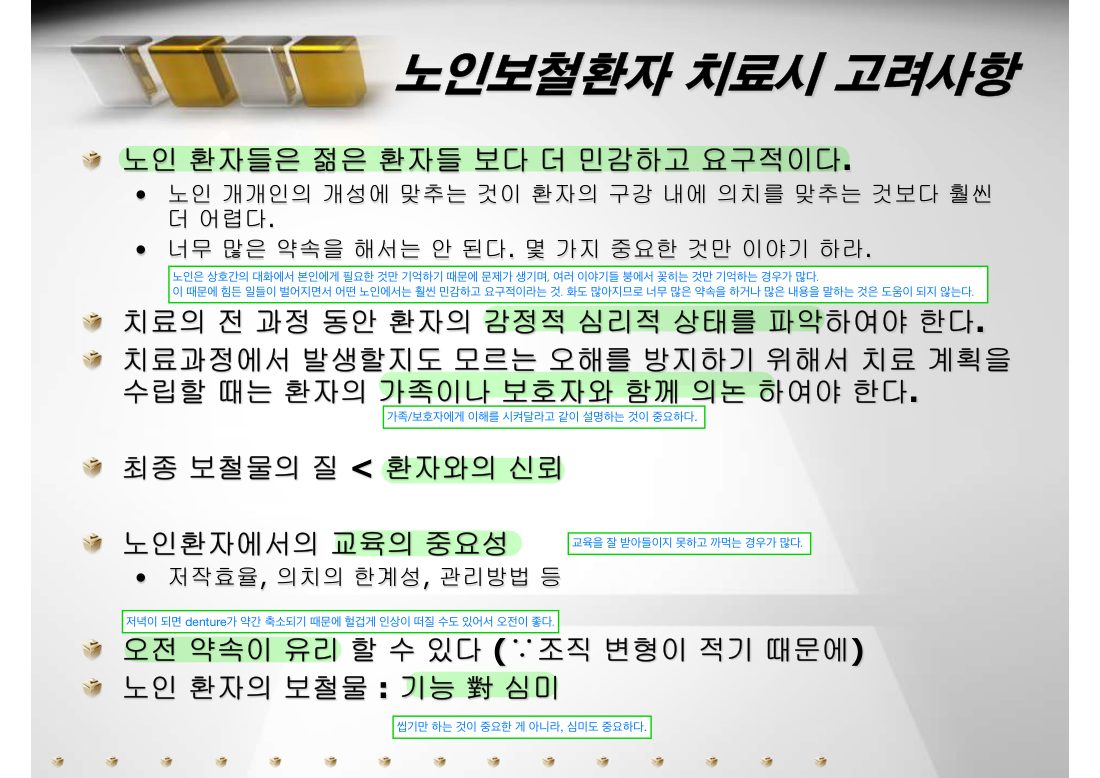 노인보철환자 치료시 고려사항
노인 환자들은 젊은 환자들 보다 더 민감하고 요구적이다.
• 노인 개개인의 개성에 맞추는 것이 환자의 구강 내에 의치를 맞추는 것보다 훨씬
더 어렵다.
• 너무 많은 약속을 해서는 안 된다. 몇 가지 중요한 것만 이야기 하라.
노인은 상호간의 대화에서 본인에게 필요한 것만 기억하기 때문에 문제가 생기며, 여러 이야기들 붕에서 꽂히는 것만 기억하는 경우가 많다.
이 때문에 힘든 일들이 벌어지면서 어떤 노인에서는 훨씬 민감하고 요구적이라는 것. 화도 많아지므로 너무 많은 약속을 하거나 많은 내용을 말하는 것은 도움이 되지 않는다.
치료의 전 과정 동안 환자의 감정적 심리적 상태를 파악하여야 한다.
치료과정에서 발생할지도 모르는 오해를 방지하기 위해서 치료 계획을
수립할 때는 환자의 가족이나 보호자와 함께 의논 하여야 한다.
가족/보호자에게 이해를 시켜달라고 같이 설명하는 것이 중요하다.
최종 보철물의 질 < 환자와의 신뢰
노인환자에서의 교육의 중요성
교육을 잘 받아들이지 못하고 까먹는 경우가 많다.
• 저작효율, 의치의 한계성, 관리방법 등
저녁이 되면 denture가 약간 축소되기 때문에 헐겁게 인상이 떠질 수도 있어서 오전이 좋다.
오전 약속이 유리 할 수 있다 (∵조직 변형이 적기 때문에)
노인 환자의 보철물 : 기능 對 심미
씹기만 하는 것이 중요한 게 아니라, 심미도 중요하다.